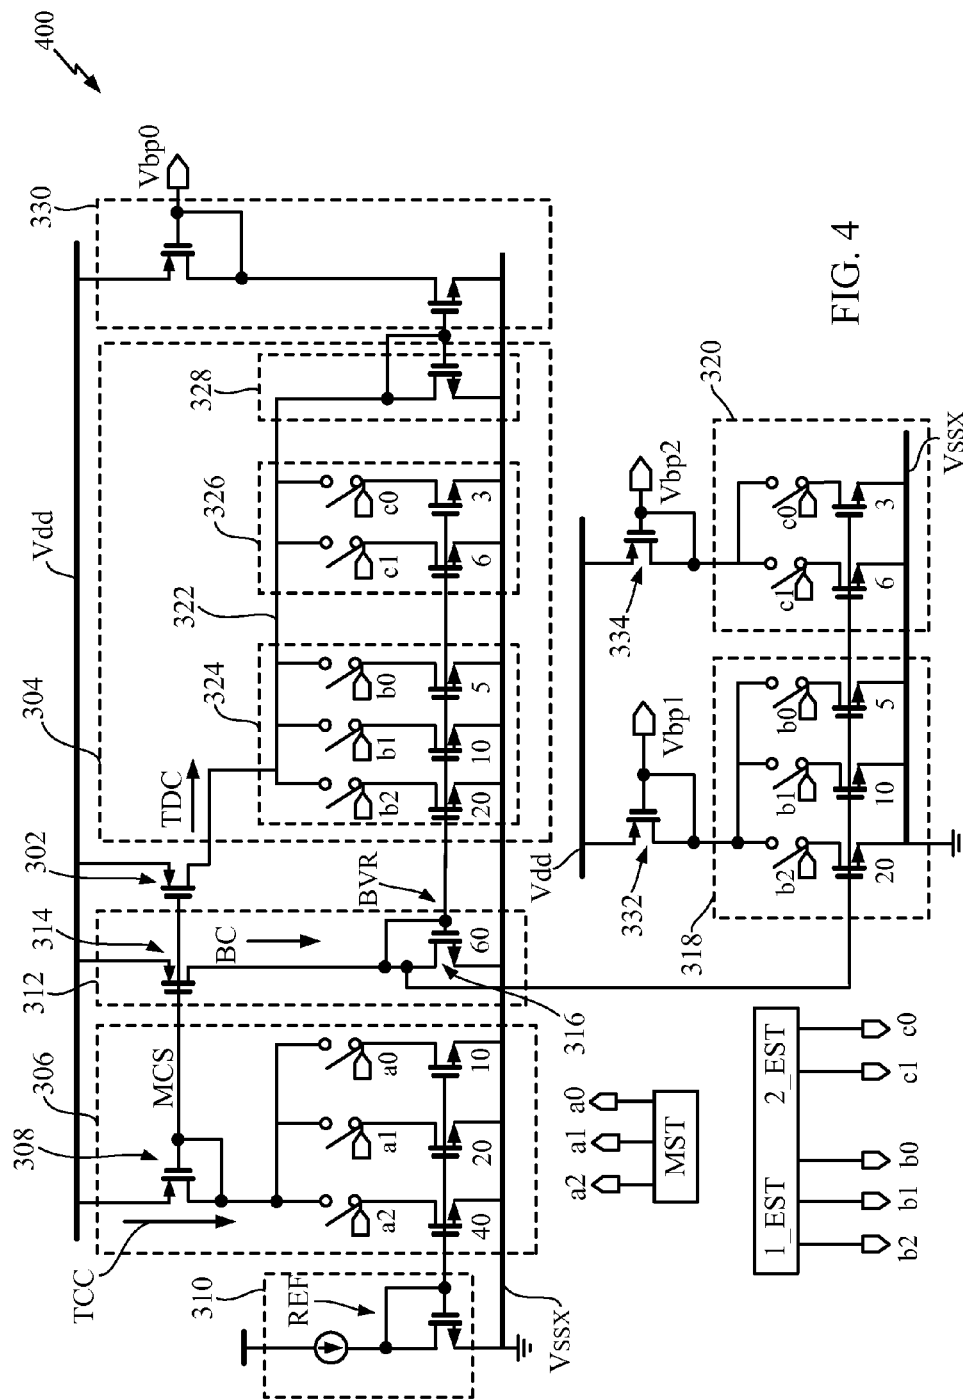 400
Vdd
304
302
314
312
306
MCS
308
TCC
310
REF
VSSX
BC
TDC
BVR
316
322
324
326
328
330
Vbp0
a2
a1
a0
40
20
10
60
b2
b1
b0
20
10
5
c1
c0
6
3
a2
a1
a0
MST
1_EST
2_EST
b2
b1
b0
c1
c0
Vdd
332
Vbp1
334
Vbp2
318
320
b2
b1
b0
c1
c0
20
10
5
6
3
VSSX
FIG. 4